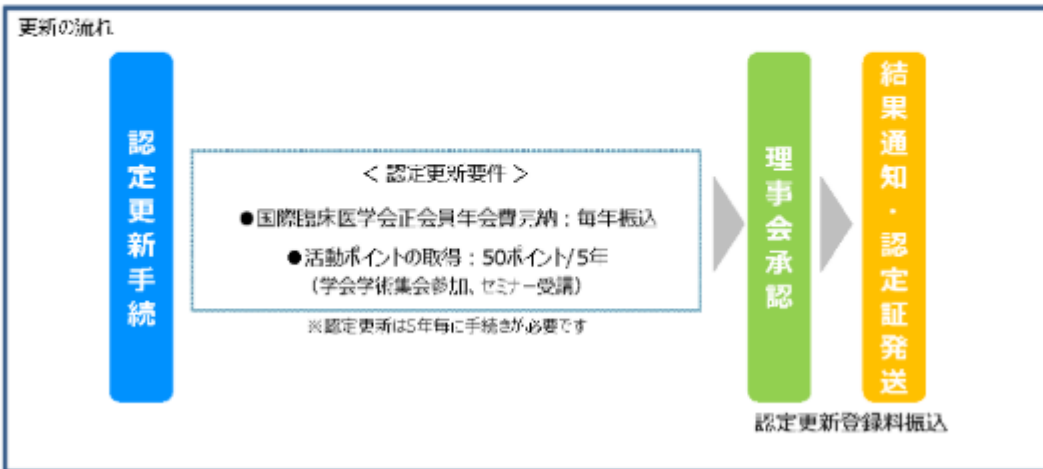 更新の流れ
認定更新手続
＜ 認定更新要件 ＞
●国際臨床医学会正会員年会費完納：毎年振込
●活動ポイントの取得：50ポイント/5年
（学会学術集会参加、セミナー受講）
※認定更新は5年毎に手続きが必要です
理事会承認
結果通知・認定証発送
認定更新登録料振込